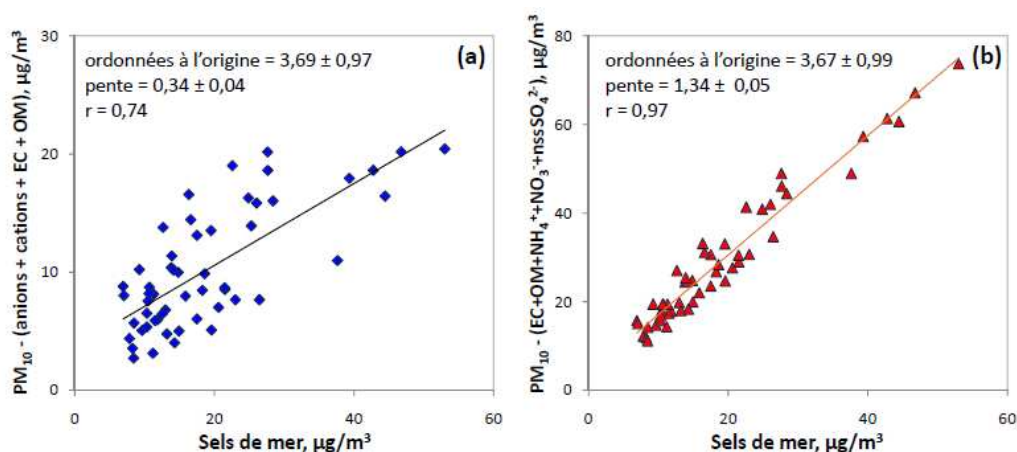 30
ordonnées à l'origine = 3,69 ± 0,97
pente = 0,34 ± 0,04
r = 0,74
(a)
20
10
0
0 20 40 60
PM₁₀ - (anions + cations + EC + OM), µg/m³
Sels de mer, µg/m³
80
ordonnées à l'origine = 3,67 ± 0,99
pente = 1,34 ± 0,05
r = 0,97
(b)
60
40
20
0
0 20 40 60
PM₁₀ - (EC+OM+NH₄⁺+NO₃⁻+nssSO₄²⁻), µg/m³
Sels de mer, µg/m³